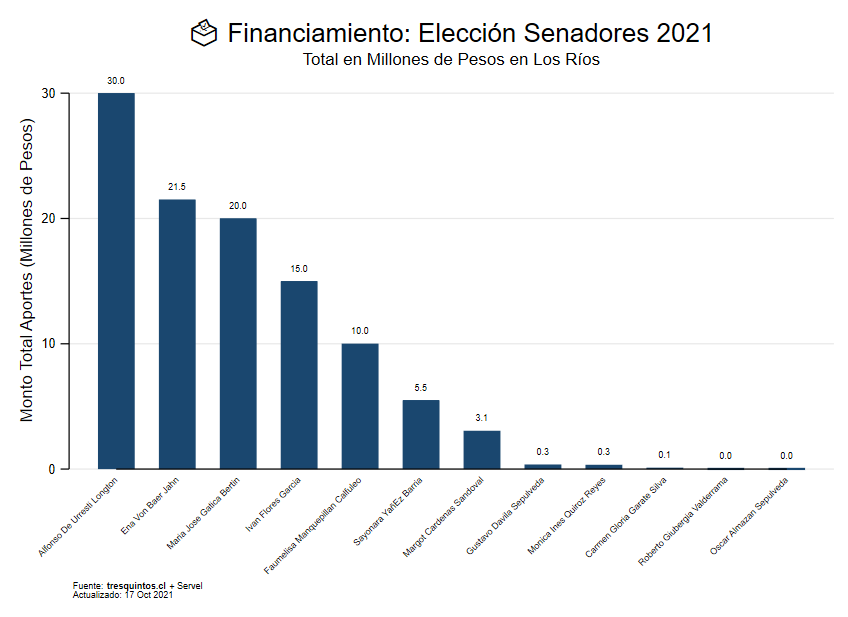 Financiamiento: Elección Senadores 2021
Total en Millones de Pesos en Los Ríos
Monto Total Aportes (Millones de Pesos)
30
20
10
0
30.0
21.5
20.0
15.0
10.0
5.5
3.1
0.3
0.3
0.1
0.0
0.0
Alfonso De Urresti Longton
Ena Von Baer Jahn
Maria Jose Gatica Bertin
Ivan Flores Garcia
Faumelisa Manquepillan Calfuleo
Sayonara YañEz Barria
Margot Cardenas Sandoval
Gustavo Davila Sepulveda
Monica Ines Quiroz Reyes
Carmen Gloria Garate Silva
Roberto Giubergia Valderrama
Oscar Almazan Sepulveda
Fuente: tresquintos.cl + Servel
Actualizado: 17 Oct 2021